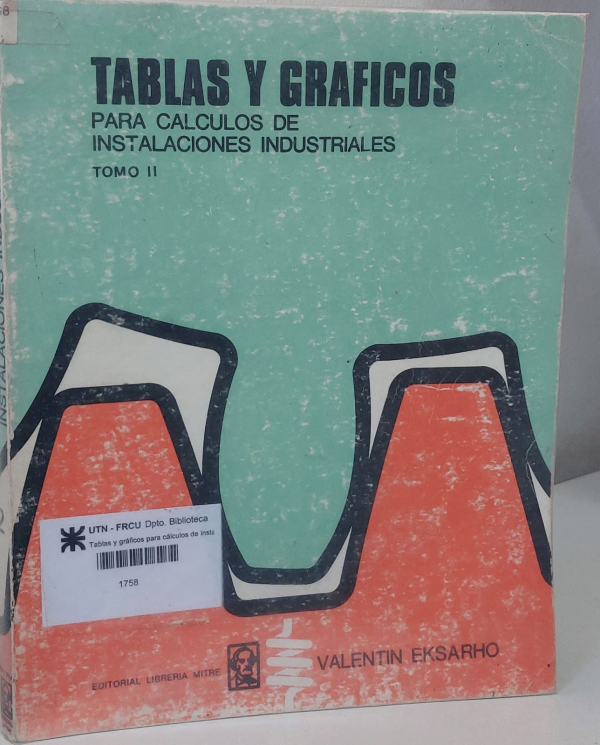 68
TABLAS Y GRAFICOS
PARA CALCULOS DE
INSTALACIONES INDUSTRIALES
TOMO II
UTN - FRCU Dpto. Biblioteca
Tablas y gráficos para cálculos de insta
1758
EDITORIAL LIBRERIA MITRE
VALENTIN EKSARHO